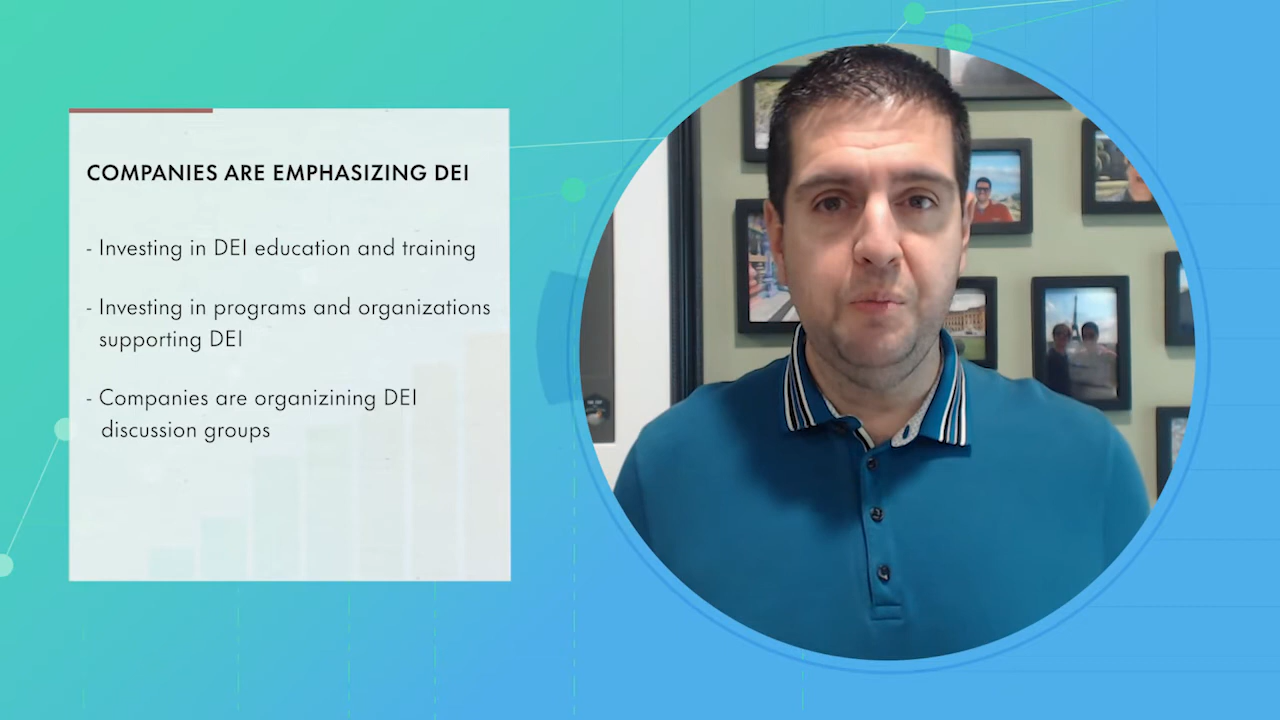 COMPANIES ARE EMPHASIZING DEI
- Investing in DEI education and training
- Investing in programs and organizations
supporting DEI
- Companies are organizining DEI
discussion groups